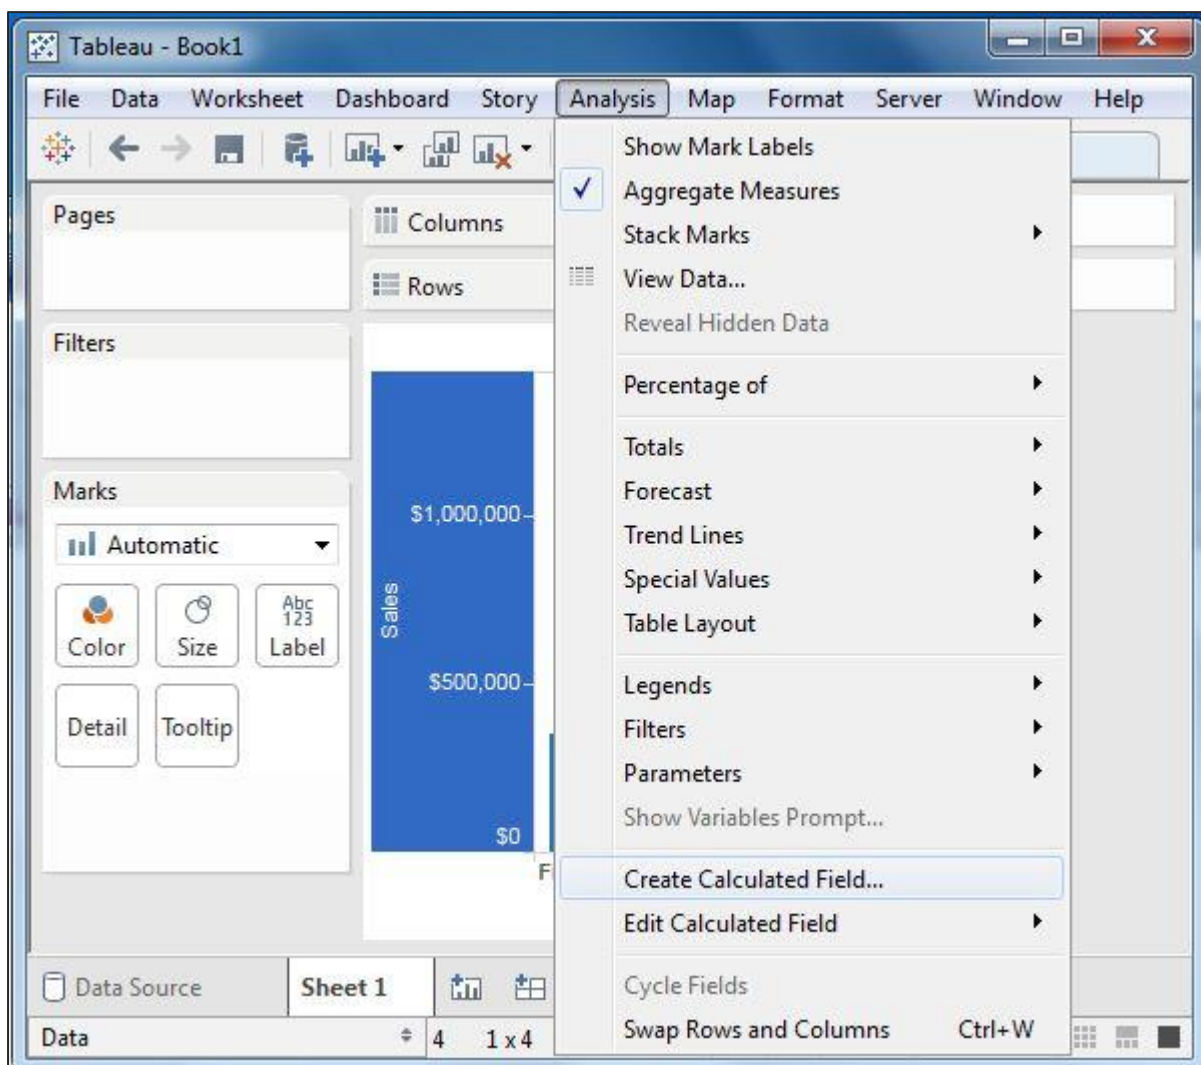 Tableau - Book1
File Data Worksheet Dashboard Story Analysis Map Format Server Window Help
Pages
Columns
Rows
Filters
Marks
Automatic
Color
Size
Abc
123
Label
Detail
Tooltip
$1,000,000
Sales
$500,000
$0
F
Show Mark Labels
Aggregate Measures
Stack Marks
View Data...
Reveal Hidden Data
Percentage of
Totals
Forecast
Trend Lines
Special Values
Table Layout
Legends
Filters
Parameters
Show Variables Prompt...
Create Calculated Field...
Edit Calculated Field
Cycle Fields
Swap Rows and Columns Ctrl+W
Data Source
Sheet 1
Data 4 1 x 4